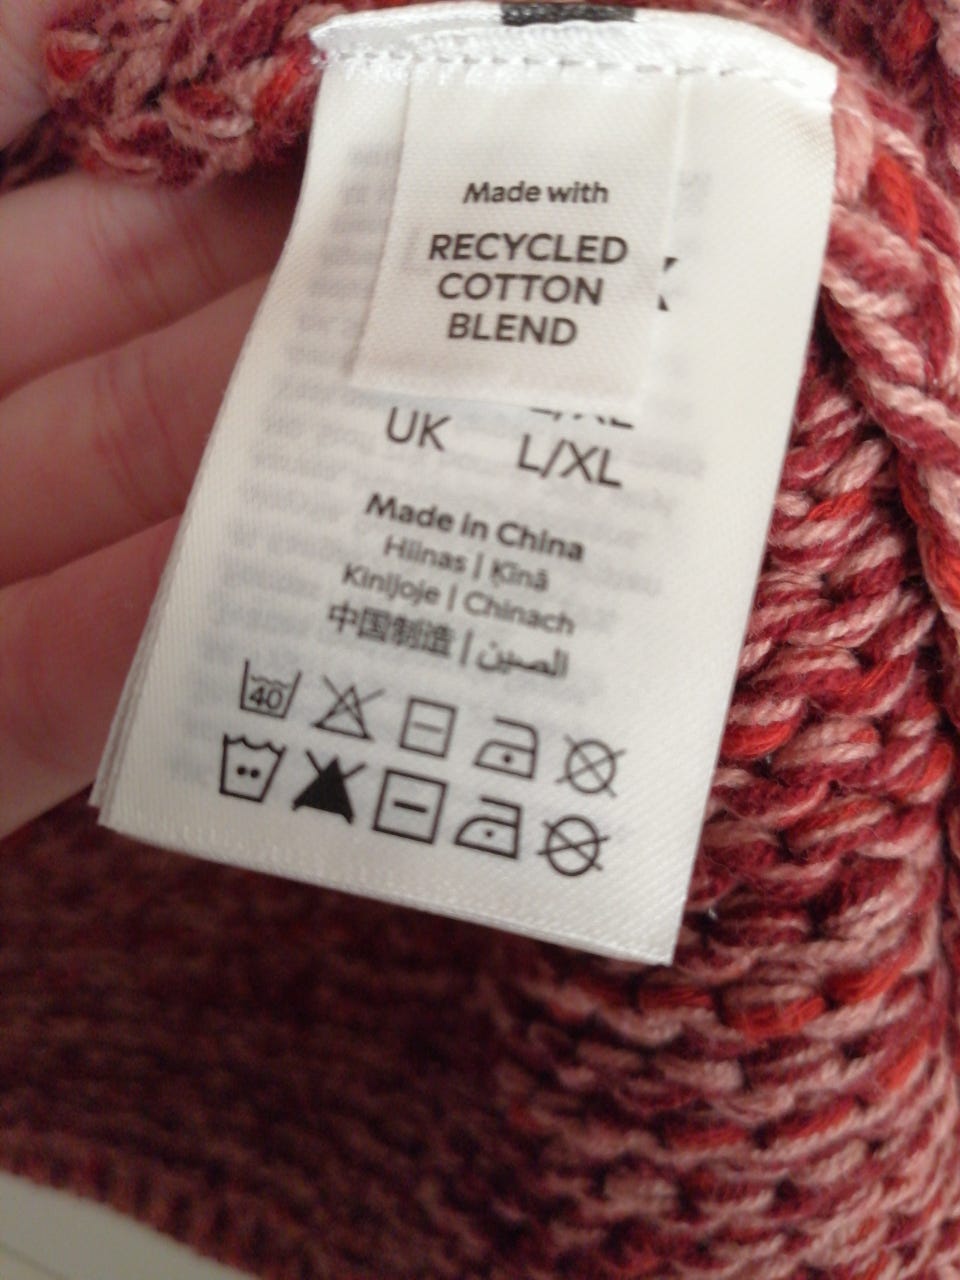 Made with
RECYCLED
COTTON
BLEND
L/XL
UK L/XL
Made in China
Hiinas | Ķīnā
Kinijoje | Chinach
中国制造 | الصين
40